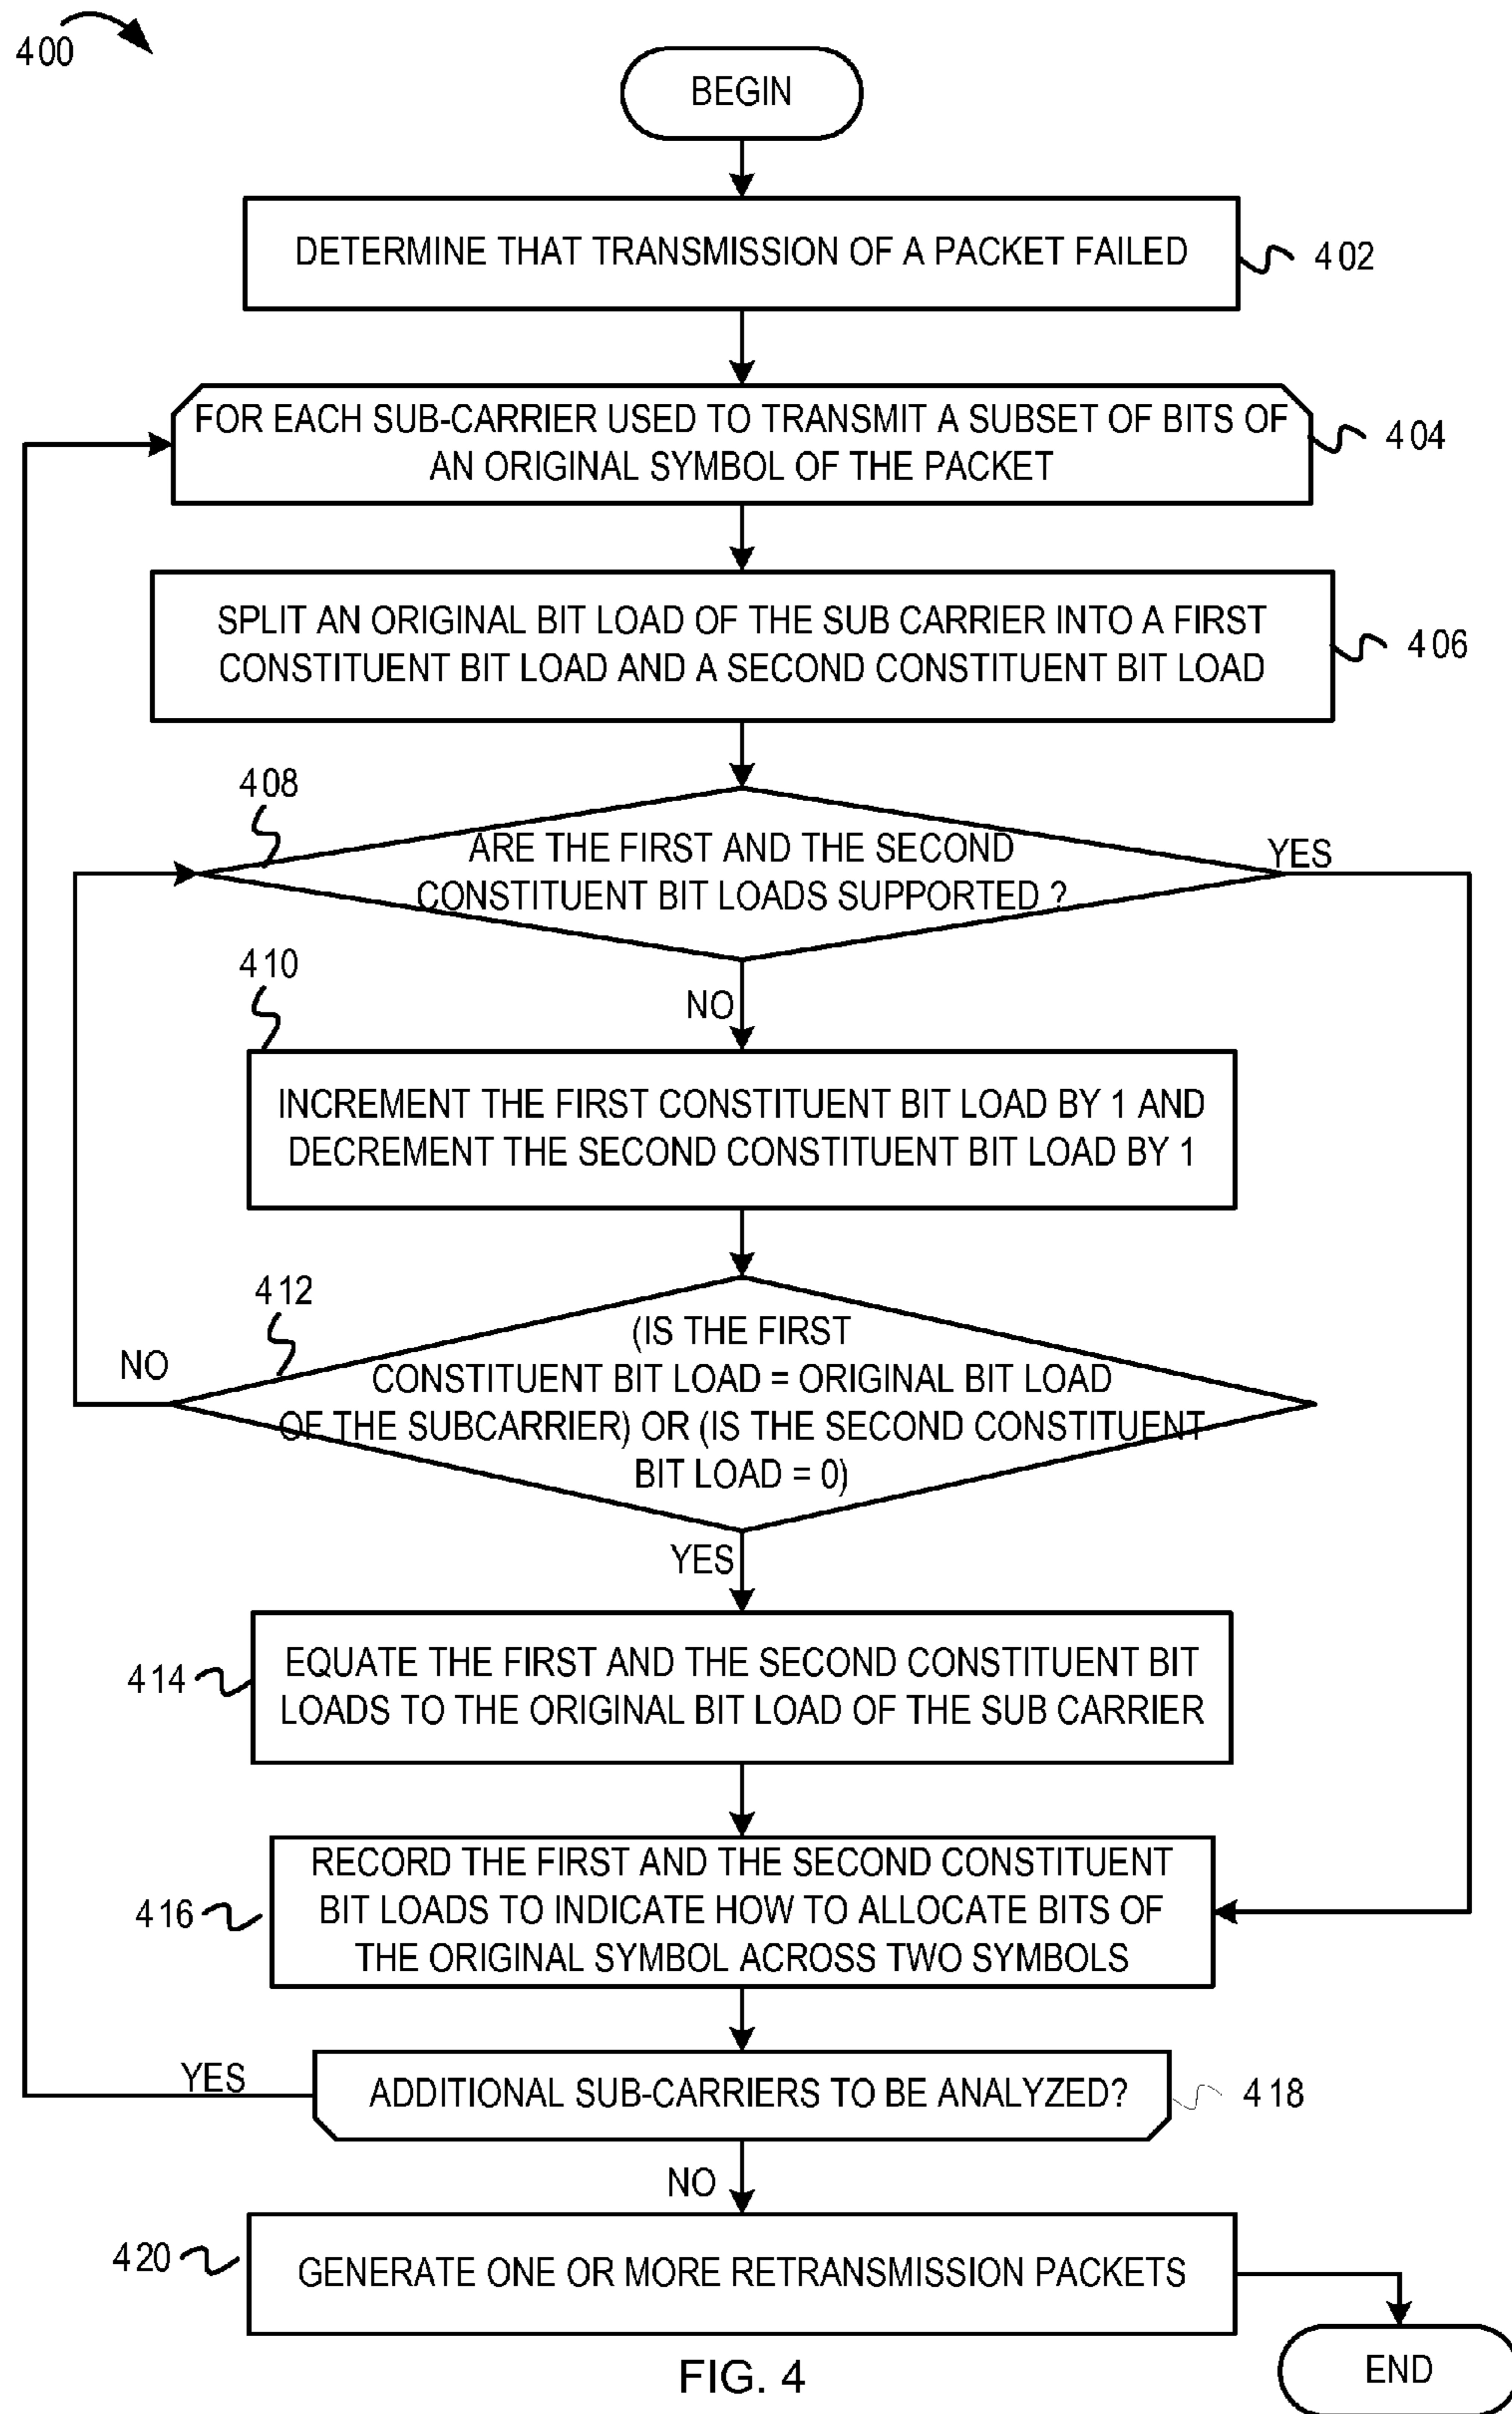 400
BEGIN
DETERMINE THAT TRANSMISSION OF A PACKET FAILED
402
FOR EACH SUB-CARRIER USED TO TRANSMIT A SUBSET OF BITS OF
AN ORIGINAL SYMBOL OF THE PACKET
404
SPLIT AN ORIGINAL BIT LOAD OF THE SUB CARRIER INTO A FIRST
CONSTITUENT BIT LOAD AND A SECOND CONSTITUENT BIT LOAD
406
408
ARE THE FIRST AND THE SECOND
CONSTITUENT BIT LOADS SUPPORTED ?
YES
NO
410
INCREMENT THE FIRST CONSTITUENT BIT LOAD BY 1 AND
DECREMENT THE SECOND CONSTITUENT BIT LOAD BY 1
412
(IS THE FIRST
CONSTITUENT BIT LOAD = ORIGINAL BIT LOAD
OF THE SUBCARRIER) OR (IS THE SECOND CONSTITUENT
BIT LOAD = 0)
NO
YES
414
EQUATE THE FIRST AND THE SECOND CONSTITUENT BIT
LOADS TO THE ORIGINAL BIT LOAD OF THE SUB CARRIER
416
RECORD THE FIRST AND THE SECOND CONSTITUENT
BIT LOADS TO INDICATE HOW TO ALLOCATE BITS OF
THE ORIGINAL SYMBOL ACROSS TWO SYMBOLS
YES
ADDITIONAL SUB-CARRIERS TO BE ANALYZED?
418
NO
420
GENERATE ONE OR MORE RETRANSMISSION PACKETS
END
FIG. 4